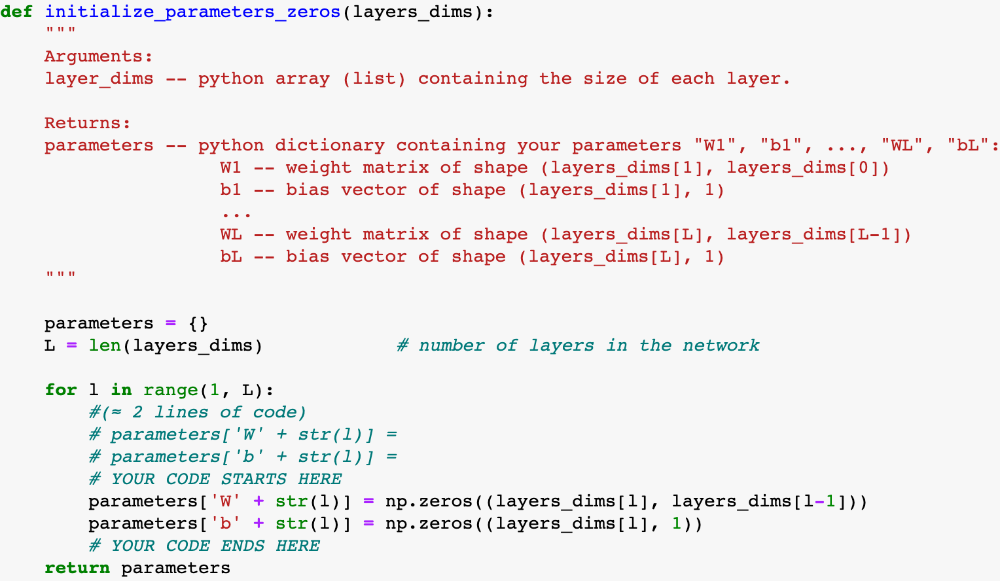 def initialize_parameters_zeros(layers_dims):
    """
    Arguments:
    layer_dims -- python array (list) containing the size of each layer.

    Returns:
    parameters -- python dictionary containing your parameters "W1", "b1", ..., "WL", "bL":
                    W1 -- weight matrix of shape (layers_dims[1], layers_dims[0])
                    b1 -- bias vector of shape (layers_dims[1], 1)
                    ...
                    WL -- weight matrix of shape (layers_dims[L], layers_dims[L-1])
                    bL -- bias vector of shape (layers_dims[L], 1)
    """

    parameters = {}
    L = len(layers_dims)            # number of layers in the network

    for l in range(1, L):
        #(≈ 2 lines of code)
        # parameters['W' + str(l)] =
        # parameters['b' + str(l)] =
        # YOUR CODE STARTS HERE
        parameters['W' + str(l)] = np.zeros((layers_dims[l], layers_dims[l-1]))
        parameters['b' + str(l)] = np.zeros((layers_dims[l], 1))
        # YOUR CODE ENDS HERE
    return parameters